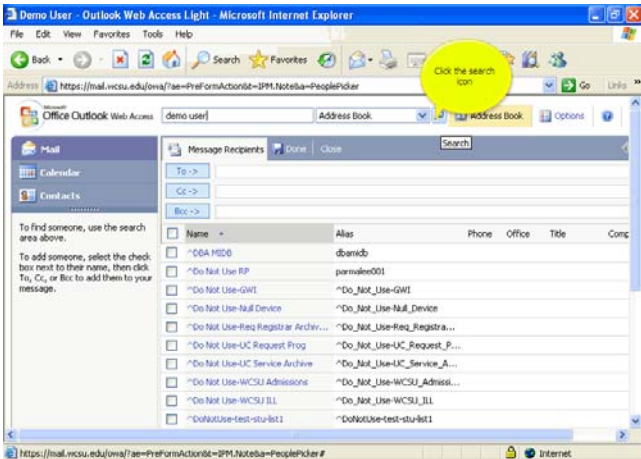 Demo User - Outlook Web Access Light - Microsoft Internet Explorer
File Edit View Favorites Tools Help
Back Search Favorites
Click the search
icon
Address https://mail.wcsu.edu/owa/?ae=PreFormAction&t=IPM.Note&a=PeoplePicker Go Links »
Microsoft
Office Outlook Web Access demo user Address Book Address Book Options
Search
Mail Message Recipients Done Close
Calendar To ->
Contacts Cc ->
Bcc ->
To find someone, use the search
area above.
To add someone, select the check
box next to their name, then click
To, Cc, or Bcc to add them to your
message.
Name Alias Phone Office Title Comp
^DBA MIDB dbamidb
^Do Not Use RP parmalee001
^Do Not Use-GWI ^Do_Not_Use-GWI
^Do Not Use-Null Device ^Do_Not_Use-Null_Device
^Do Not Use-Req Registrar Archiv... ^Do_Not_Use-Req_Registra...
^Do Not Use-UC Request Prog ^Do_Not_Use-UC_Request_P...
^Do Not Use-UC Service Archive ^Do_Not_Use-UC_Service_A...
^Do Not Use-WCSU Admissions ^Do_Not_Use-WCSU_Admissi...
^Do Not Use-WCSU ILL ^Do_Not_Use-WCSU_ILL
^DoNotUse-test-stu-list1 ^DoNotUse-test-stu-list1
https://mail.wcsu.edu/owa/?ae=PreFormAction&t=IPM.Note&a=PeoplePicker# Internet